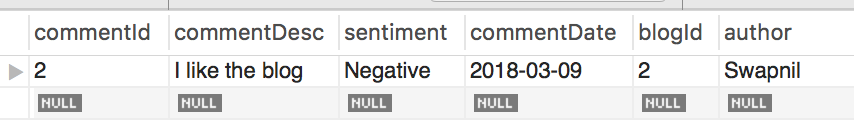 commentId commentDesc sentiment commentDate blogId author
2 I like the blog Negative 2018-03-09 2 Swapnil
NULL NULL NULL NULL NULL NULL